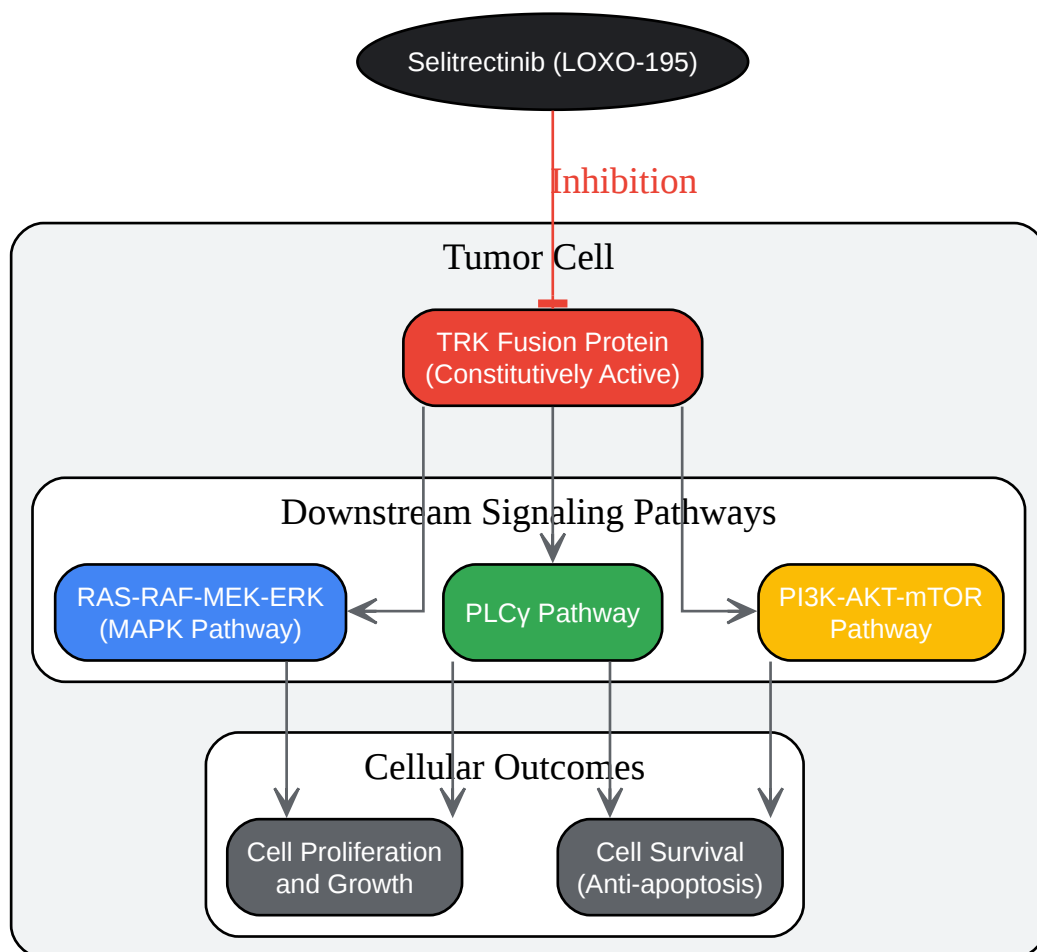 Selitrectinib (LOXO-195)
Inhibition
Tumor Cell
TRK Fusion Protein
(Constitutively Active)
Downstream Signaling Pathways
RAS-RAF-MEK-ERK
(MAPK Pathway)
PLCγ Pathway
PI3K-AKT-mTOR
Pathway
Cellular Outcomes
Cell Proliferation
and Growth
Cell Survival
(Anti-apoptosis)